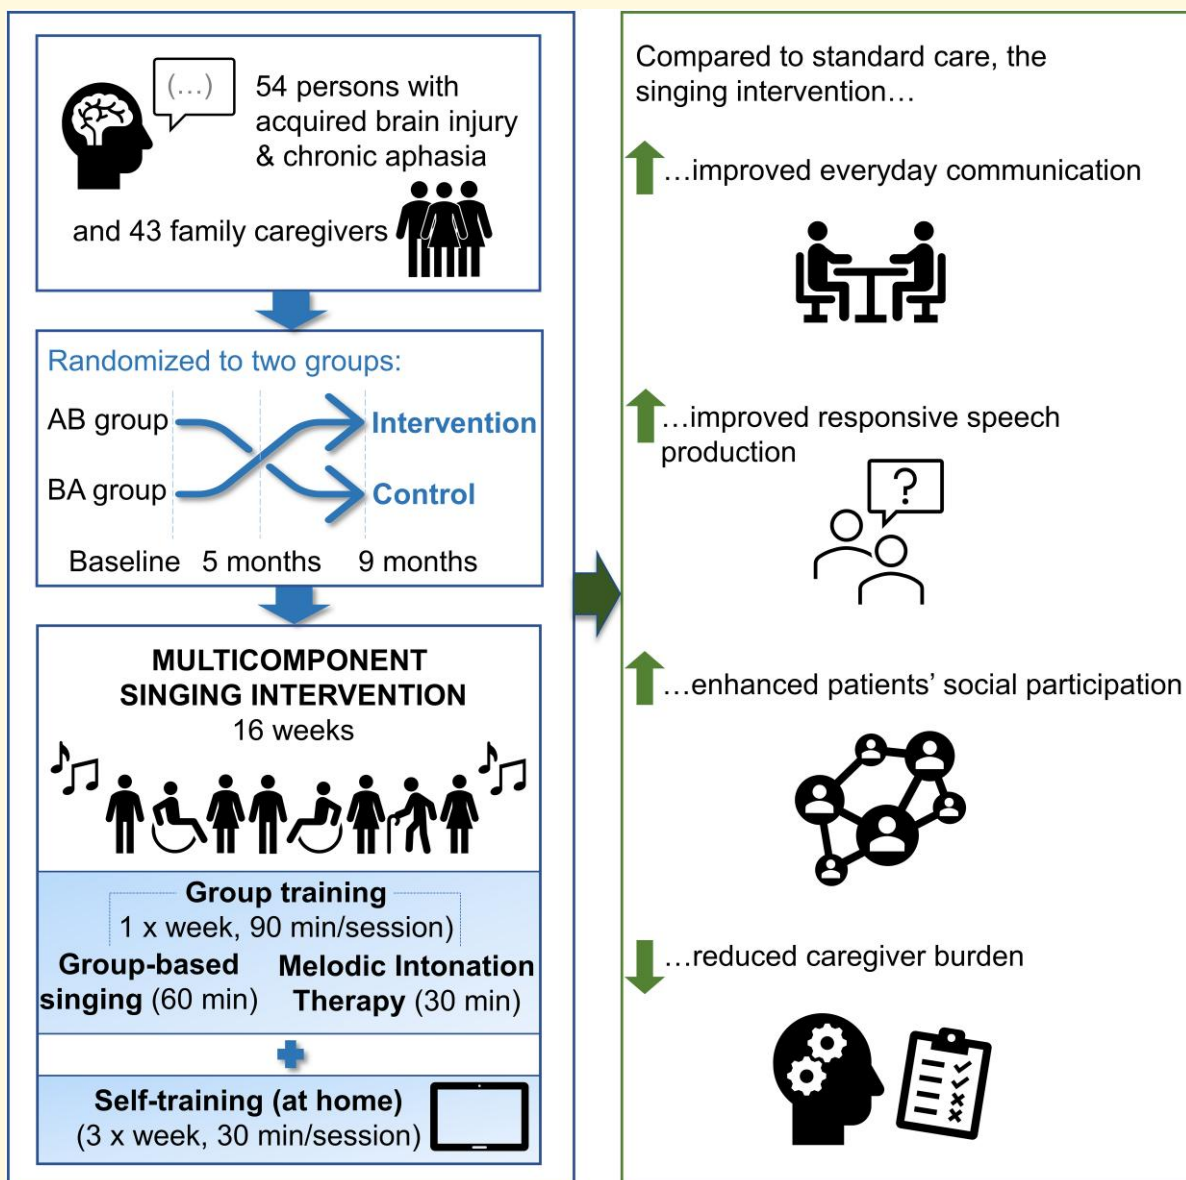 (...)
54 persons with
acquired brain injury
& chronic aphasia
and 43 family caregivers
Randomized to two groups:
AB group
Intervention
BA group
Control
Baseline 5 months 9 months
MULTICOMPONENT
SINGING INTERVENTION
16 weeks
Group training
1 x week, 90 min/session)
Group-based
singing (60 min)
Melodic Intonation
Therapy (30 min)
Self-training (at home)
(3 x week, 30 min/session)
Compared to standard care, the
singing intervention…
…improved everyday communication
…improved responsive speech
production
?
…enhanced patients’ social participation
…reduced caregiver burden